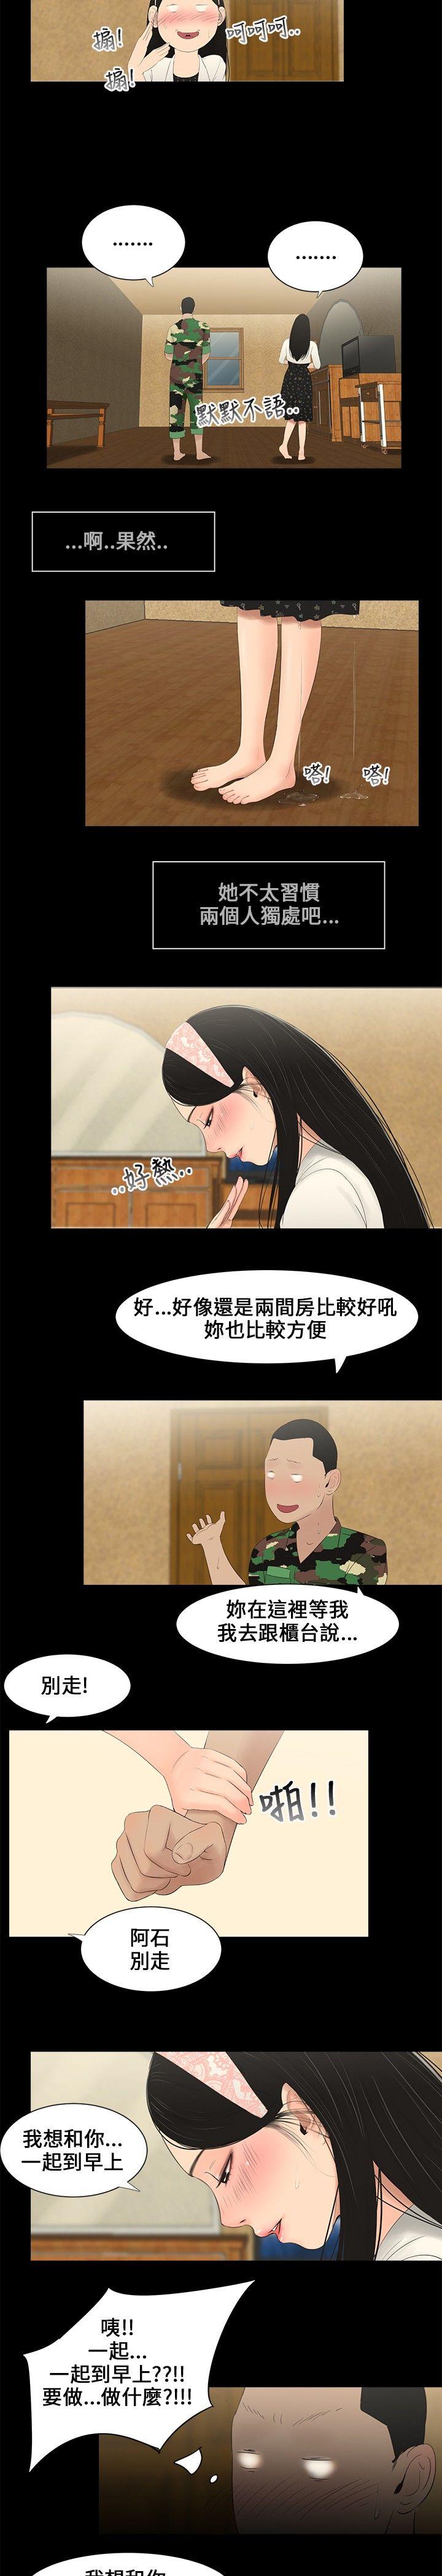 搧!
呵呵呵..
搧!
.......
.......
默默不語..
...啊..果然..
嗒!
嗒!
她不太習慣
兩個人獨處吧...
..好熱..
好...好像還是兩間房比較好吼
妳也比較方便
妳在這裡等我
我去跟櫃台說...
別走!
啪!!
阿石
別走
我想和你...
一起到早上
咦!!
一起...
一起到早上??!!
要做...做什麼?!!!
我想和你